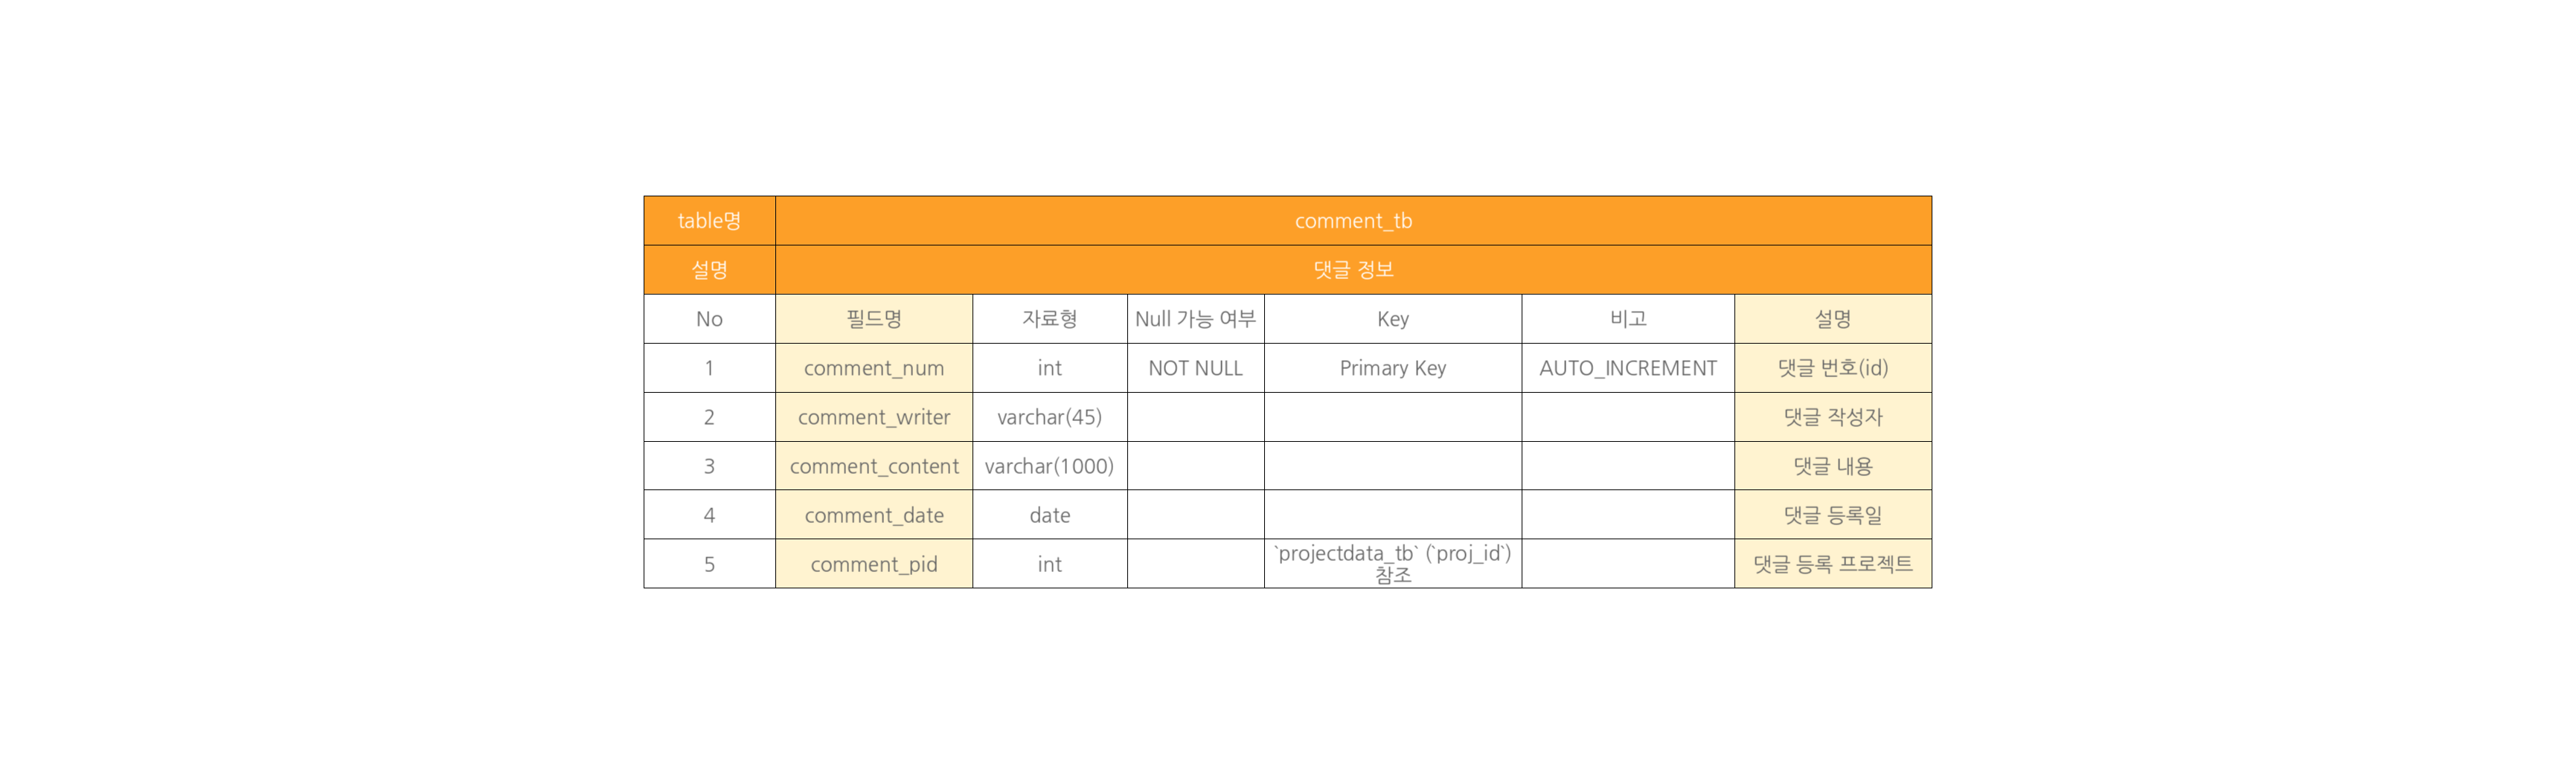 table명 comment_tb
설명 댓글 정보
No 필드명 자료형 Null 가능 여부 Key 비고 설명
1 comment_num int NOT NULL Primary Key AUTO_INCREMENT 댓글 번호(id)
2 comment_writer varchar(45) 댓글 작성자
3 comment_content varchar(1000) 댓글 내용
4 comment_date date 댓글 등록일
5 comment_pid int `projectdata_tb` (`proj_id`) 참조 댓글 등록 프로젝트